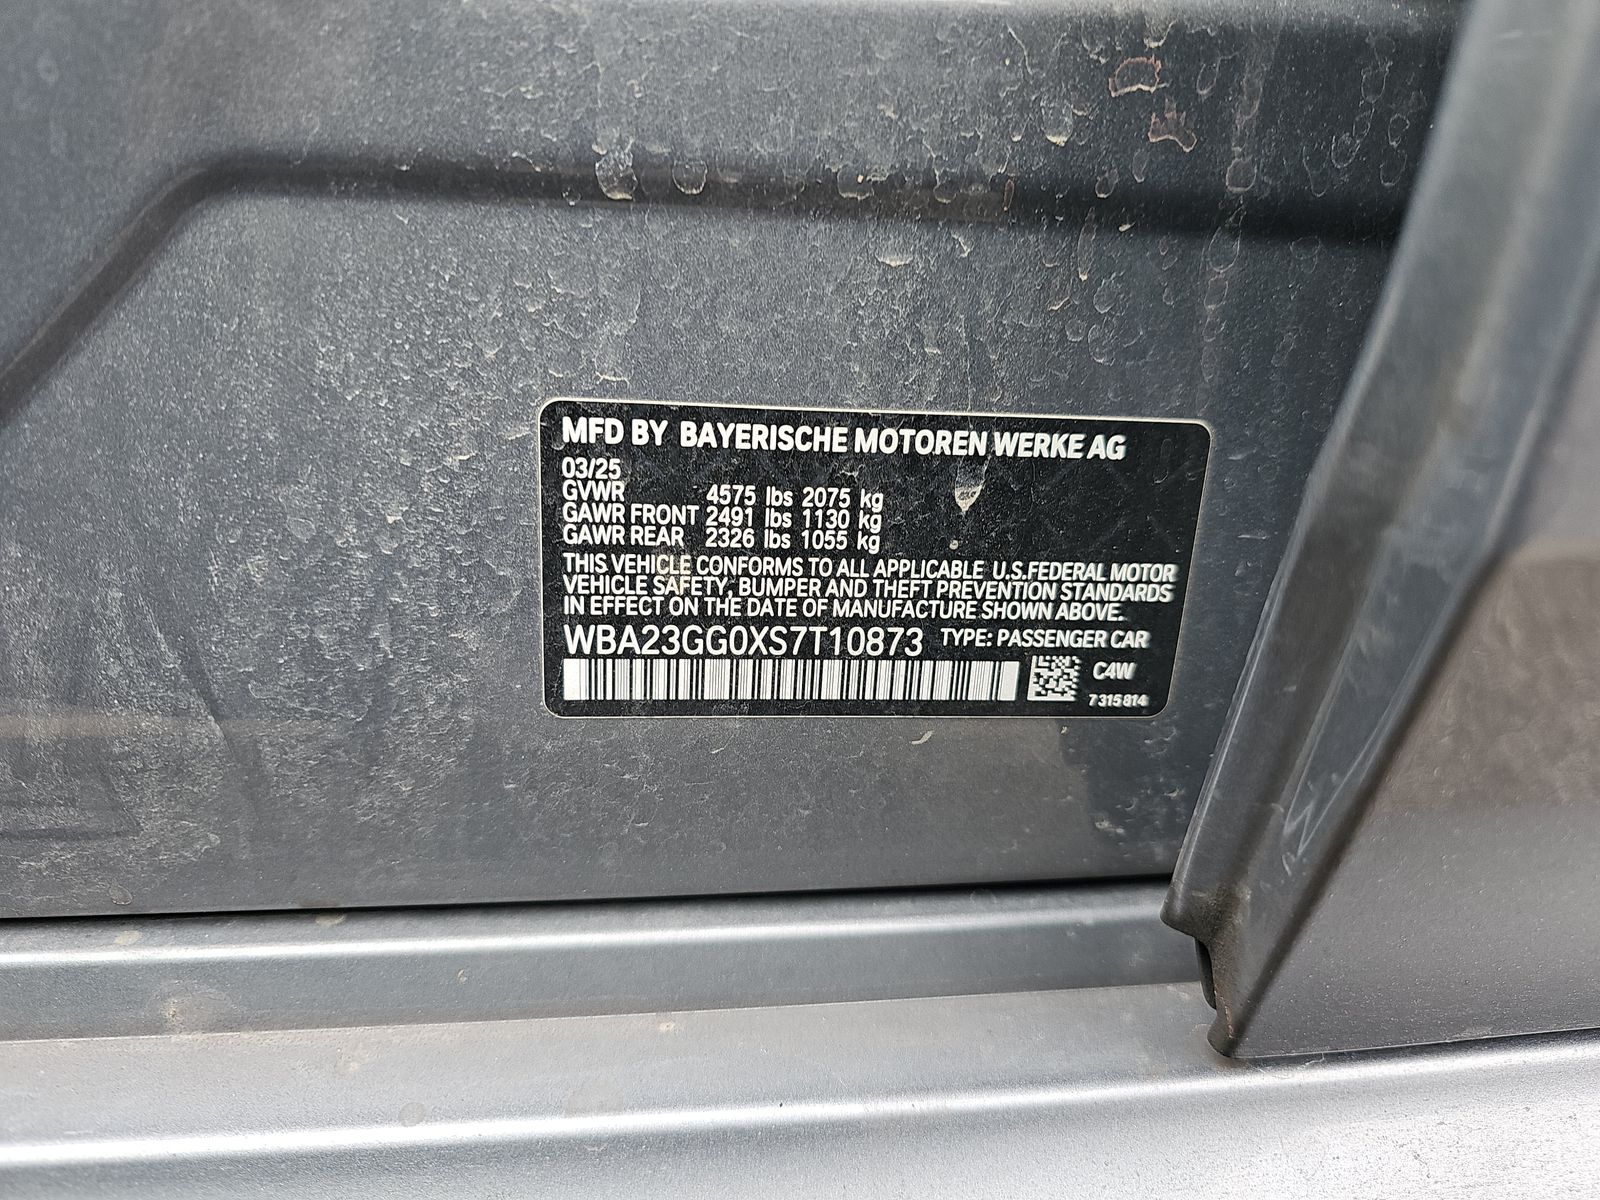 MFD BY BAYERISCHE MOTOREN WERKE AG
03/25
GVWR 4575 lbs 2075 kg
GAWR FRONT 2491 lbs 1130 kg
GAWR REAR 2326 lbs 1055 kg
THIS VEHICLE CONFORMS TO ALL APPLICABLE U.S.FEDERAL MOTOR
VEHICLE SAFETY, BUMPER AND THEFT PREVENTION STANDARDS
IN EFFECT ON THE DATE OF MANUFACTURE SHOWN ABOVE.
WBA23GG0XS7T10873 TYPE: PASSENGER CAR
C4W
7 315 814